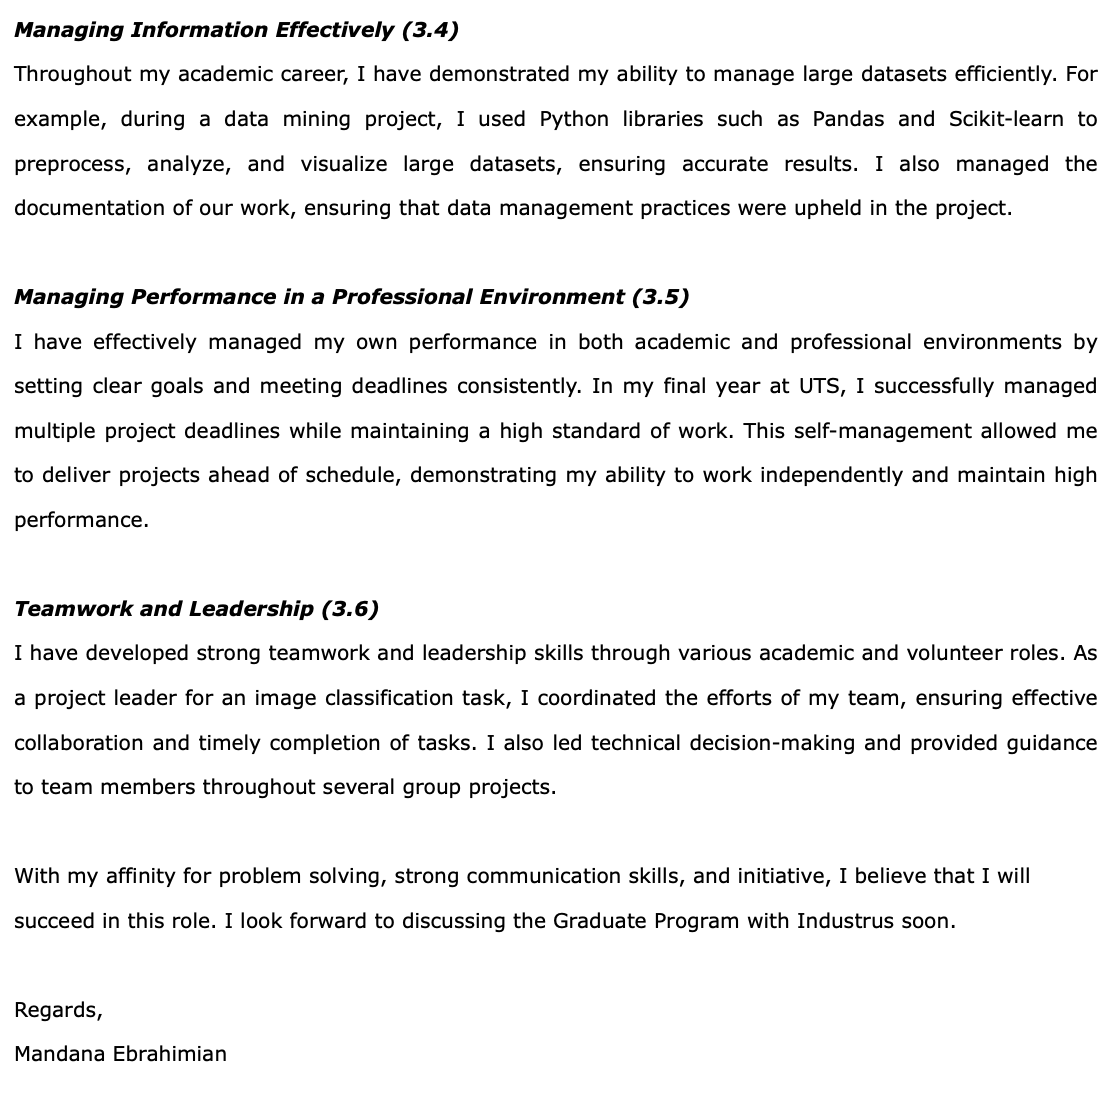 Managing Information Effectively (3.4)
Throughout my academic career, I have demonstrated my ability to manage large datasets efficiently. For
example, during a data mining project, I used Python libraries such as Pandas and Scikit-learn to
preprocess, analyze, and visualize large datasets, ensuring accurate results. I also managed the
documentation of our work, ensuring that data management practices were upheld in the project.
Managing Performance in a Professional Environment (3.5)
I have effectively managed my own performance in both academic and professional environments by
setting clear goals and meeting deadlines consistently. In my final year at UTS, I successfully managed
multiple project deadlines while maintaining a high standard of work. This self-management allowed me
to deliver projects ahead of schedule, demonstrating my ability to work independently and maintain high
performance.
Teamwork and Leadership (3.6)
I have developed strong teamwork and leadership skills through various academic and volunteer roles. As
a project leader for an image classification task, I coordinated the efforts of my team, ensuring effective
collaboration and timely completion of tasks. I also led technical decision-making and provided guidance
to team members throughout several group projects.
With my affinity for problem solving, strong communication skills, and initiative, I believe that I will
succeed in this role. I look forward to discussing the Graduate Program with Industrus soon.
Regards,
Mandana Ebrahimian